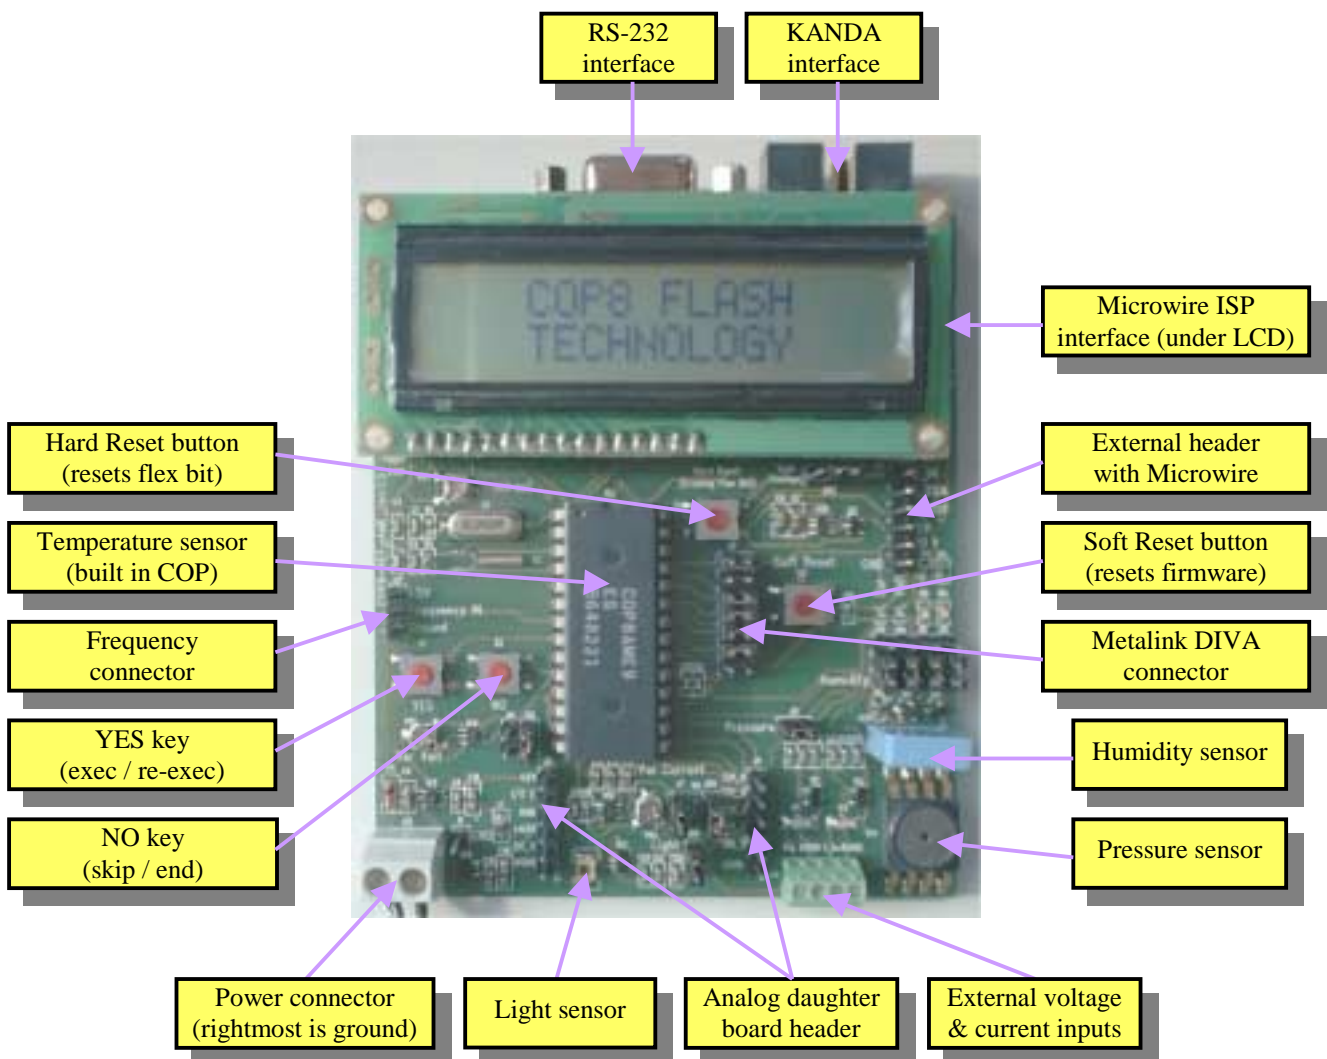 RS-232
interface
KANDA
interface
COP8 FLASH
TECHNOLOGY
Microwire ISP
interface (under LCD)
Hard Reset button
(resets flex bit)
External header
with Microwire
Temperature sensor
(built in COP)
Soft Reset button
(resets firmware)
Frequency
connector
Metalink DIVA
connector
YES key
(exec / re-exec)
Humidity sensor
NO key
(skip / end)
Pressure sensor
Power connector
(rightmost is ground)
Light sensor
Analog daughter
board header
External voltage
& current inputs